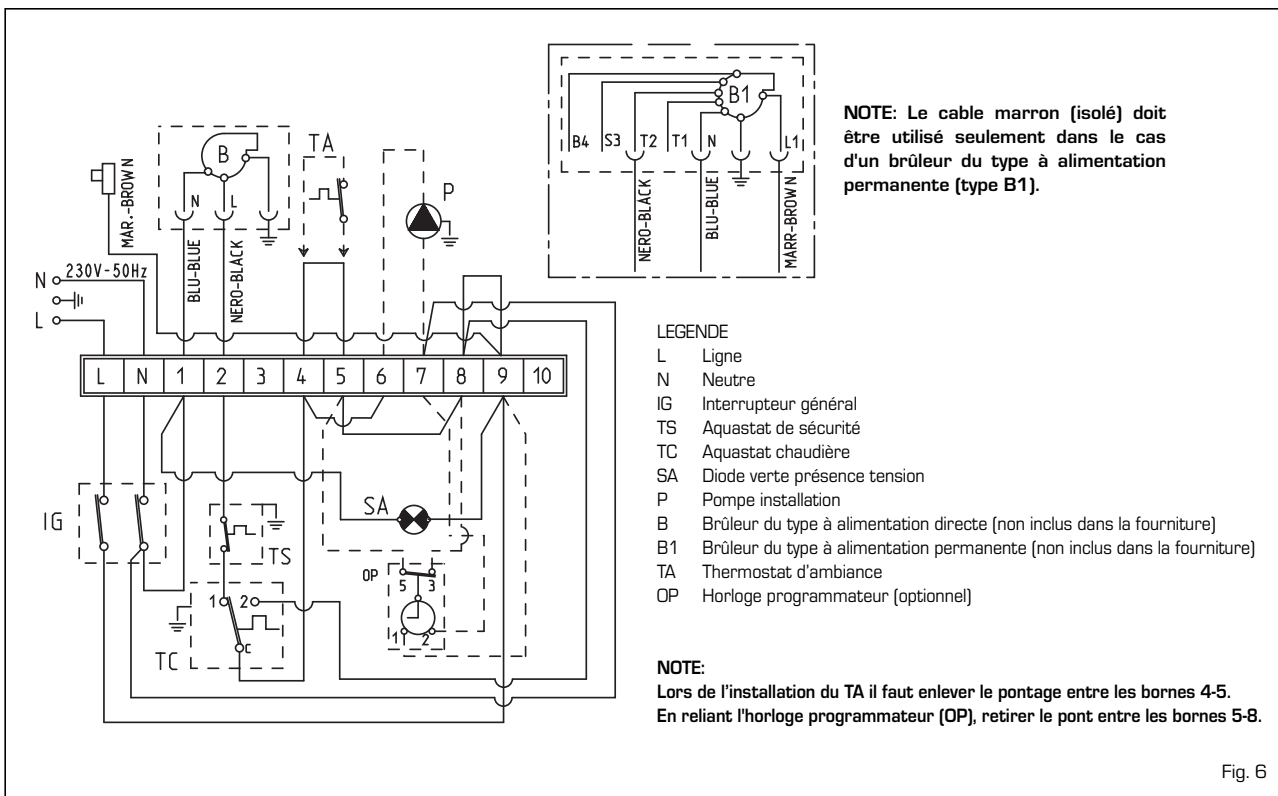 TA
B
N
L
P
MAR.-BROWN
BLU-BLUE
NERO-BLACK
N 230V-50Hz
L
L N 1 2 3 4 5 6 7 8 9 10
IG
TS
1 2
c
TC
SA
OP
5 3
1 2
B1
B4 S3 T2 T1 N L1
NERO-BLACK
BLU-BLUE
MARR-BROWN
NOTE: Le cable marron (isolé) doit
être utilisé seulement dans le cas
d'un brûleur du type à alimentation
permanente (type B1).
LEGENDE
L Ligne
N Neutre
IG Interrupteur général
TS Aquastat de sécurité
TC Aquastat chaudière
SA Diode verte présence tension
P Pompe installation
B Brûleur du type à alimentation directe (non inclus dans la fourniture)
B1 Brûleur du type à alimentation permanente (non inclus dans la fourniture)
TA Thermostat d'ambiance
OP Horloge programmateur (optionnel)
NOTE:
Lors de l'installation du TA il faut enlever le pontage entre les bornes 4-5.
En reliant l'horloge programmateur (OP), retirer le pont entre les bornes 5-8.
Fig. 6